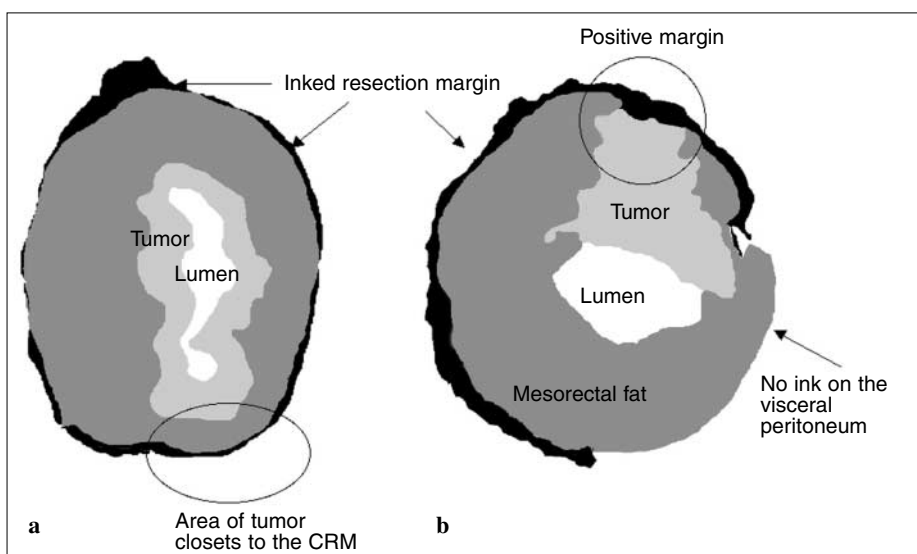 Positive margin
Inked resection margin
Tumor
Lumen
Tumor
Lumen
Mesorectal fat
No ink on the
visceral
peritoneum
a
Area of tumor
closets to the CRM
b